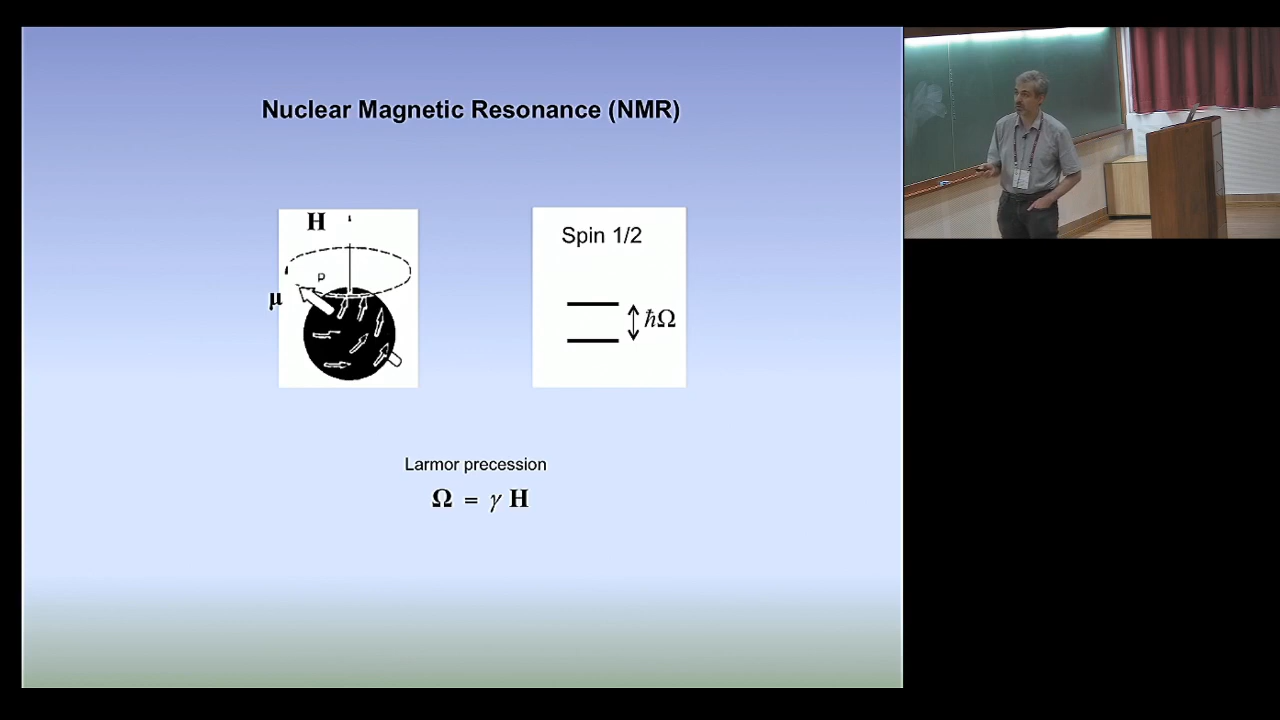 Nuclear Magnetic Resonance (NMR)
H
p
μ
Spin 1/2
ħΩ
Larmor precession
Ω = γ H